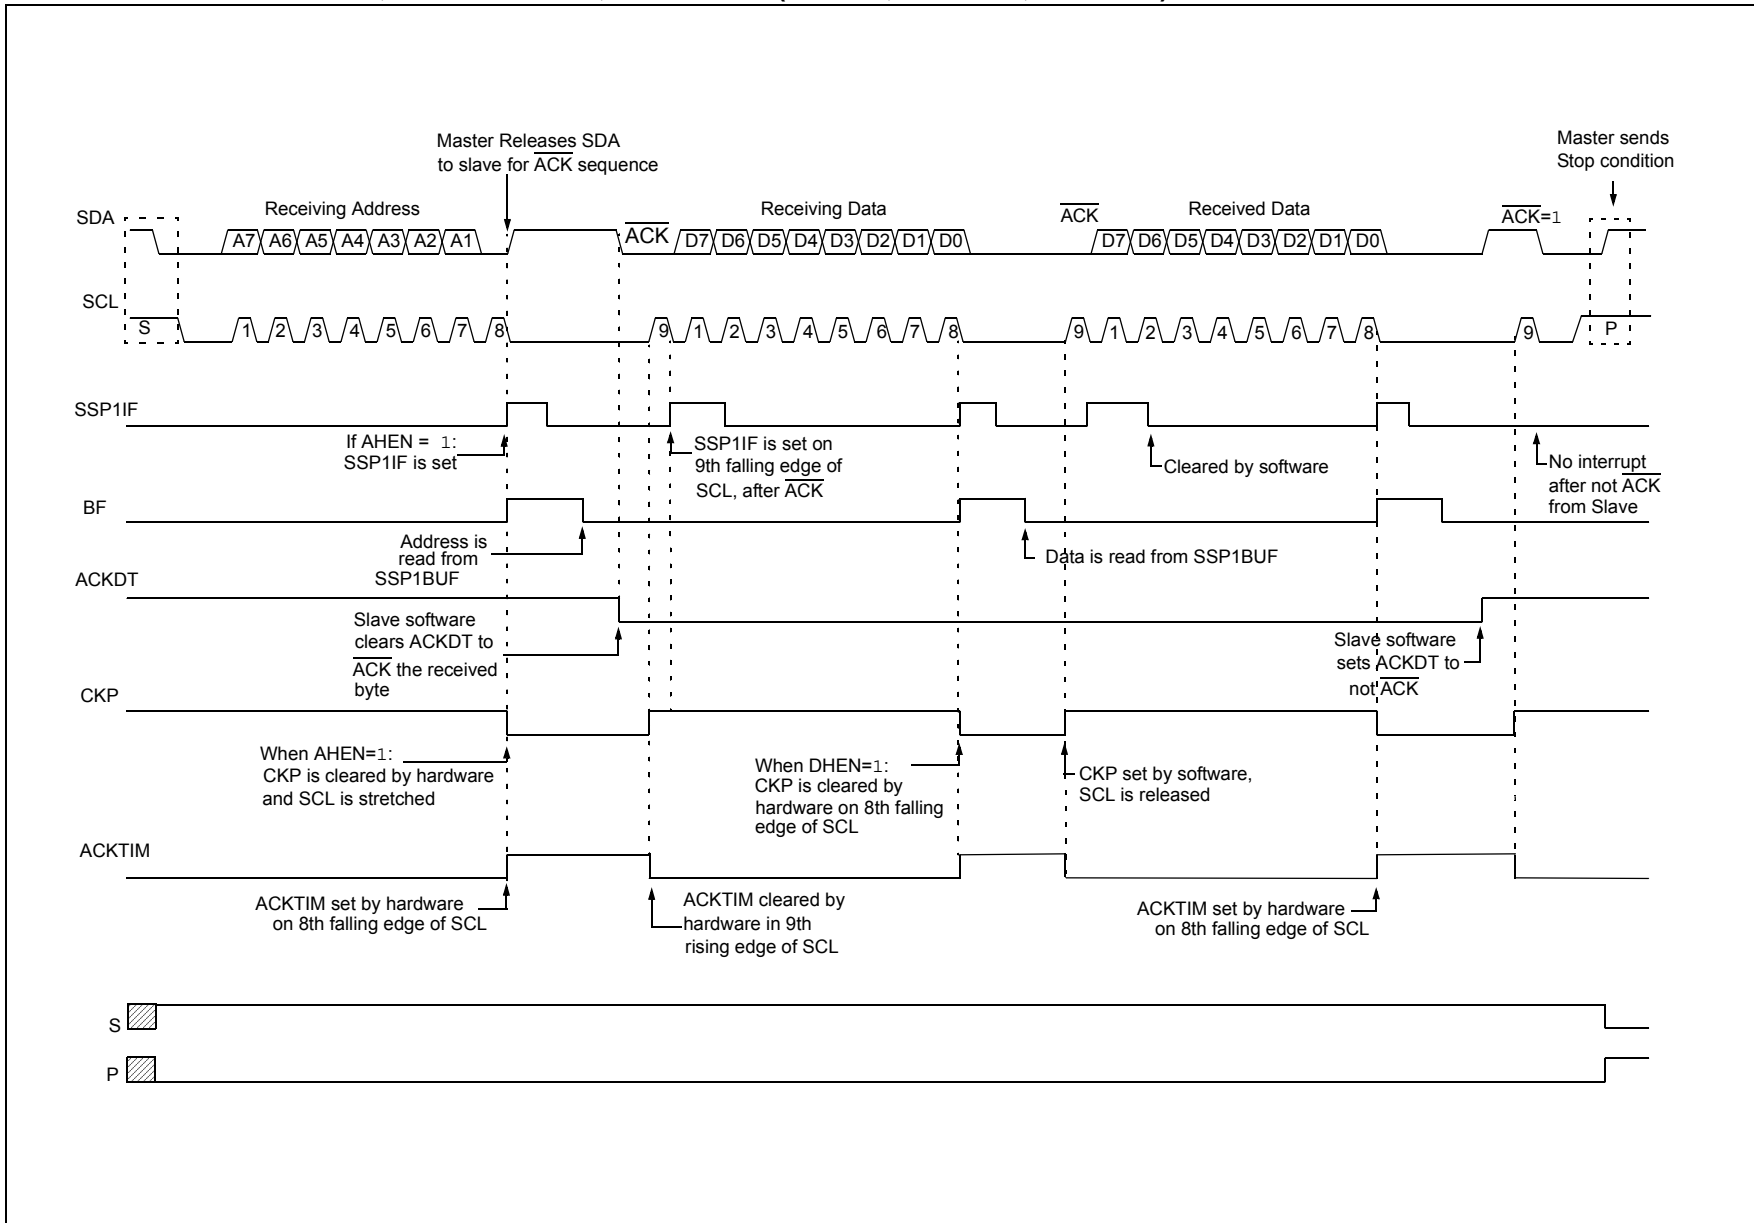 Master Releases SDA
to slave for ACK sequence
Master sends
Stop condition
SDA
Receiving Address
A7 A6 A5 A4 A3 A2 A1
ACK
Receiving Data
D7 D6 D5 D4 D3 D2 D1 D0
ACK
Received Data
D7 D6 D5 D4 D3 D2 D1 D0
ACK=1
SCL
S
1 2 3 4 5 6 7 8
9 1 2 3 4 5 6 7 8
9 1 2 3 4 5 6 7 8
9
P
SSP1IF
If AHEN = 1:
SSP1IF is set
SSP1IF is set on
9th falling edge of
SCL, after ACK
Cleared by software
No interrupt
after not ACK
from Slave
BF
Address is
read from
SSP1BUF
Data is read from SSP1BUF
ACKDT
Slave software
clears ACKDT to
ACK the received
byte
Slave software
sets ACKDT to
not ACK
CKP
When AHEN=1:
CKP is cleared by hardware
and SCL is stretched
When DHEN=1:
CKP is cleared by
hardware on 8th falling
edge of SCL
CKP set by software,
SCL is released
ACKTIM
ACKTIM set by hardware
on 8th falling edge of SCL
ACKTIM cleared by
hardware in 9th
rising edge of SCL
ACKTIM set by hardware
on 8th falling edge of SCL
S
P